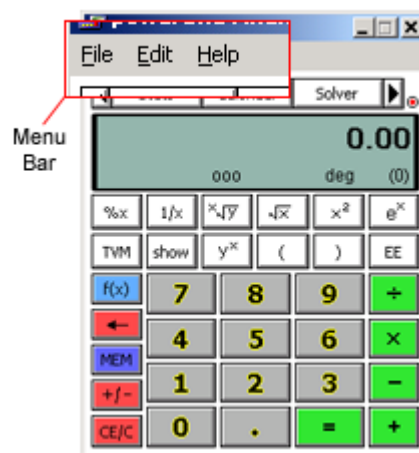 File Edit Help
Solver
Menu
Bar
0.00
000 deg (0)
%x 1/x ˣ√y √x x² eˣ
TVM show yˣ ( ) EE
f(x) 7 8 9 ÷
← 4 5 6 ×
MEM
1 2 3 −
+/−
CE/C 0 . = +